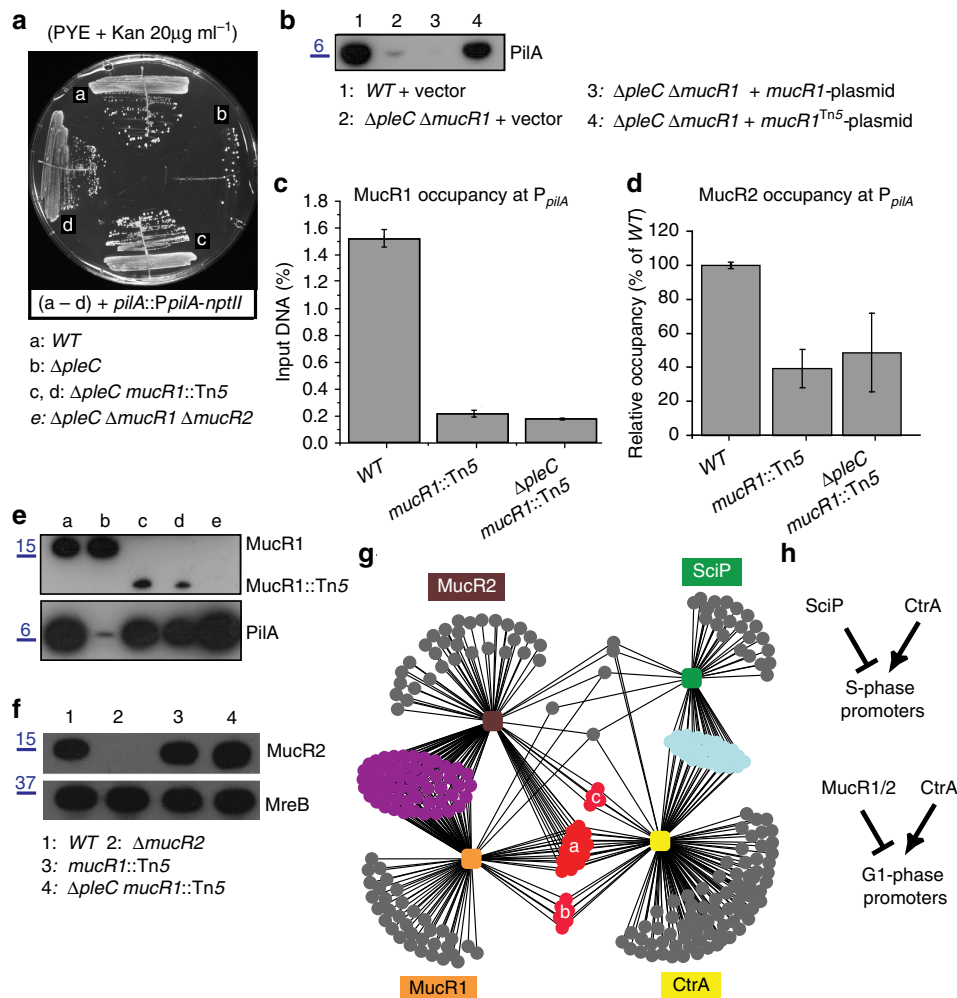 a
(PYE + Kan 20µg ml⁻¹)
a
b
c
d
(a – d) + pilA::PpilA-nptII
a: WT
b: ΔpleC
c, d: ΔpleC mucR1::Tn5
e: ΔpleC ΔmucR1 ΔmucR2
b
1 2 3 4
6
PilA
1: WT + vector
2: ΔpleC ΔmucR1 + vector
3: ΔpleC ΔmucR1 + mucR1-plasmid
4: ΔpleC ΔmucR1 + mucR1Tn5-plasmid
c
MucR1 occupancy at PpilA
Input DNA (%)
1.8
1.6
1.4
1.2
1.0
0.8
0.6
0.4
0.2
0.0
WT
mucR1::Tn5
ΔpleC
mucR1::Tn5
d
MucR2 occupancy at PpilA
Relative occupancy (% of WT)
120
100
80
60
40
20
0
WT
mucR1::Tn5
ΔpleC
mucR1::Tn5
e
a b c d e
15
MucR1
MucR1::Tn5
6
PilA
f
1 2 3 4
15
MucR2
37
MreB
1: WT 2: ΔmucR2
3: mucR1::Tn5
4: ΔpleC mucR1::Tn5
g
MucR2
SciP
c
a
b
MucR1
CtrA
h
SciP CtrA
S-phase
promoters
MucR1/2 CtrA
G1-phase
promoters